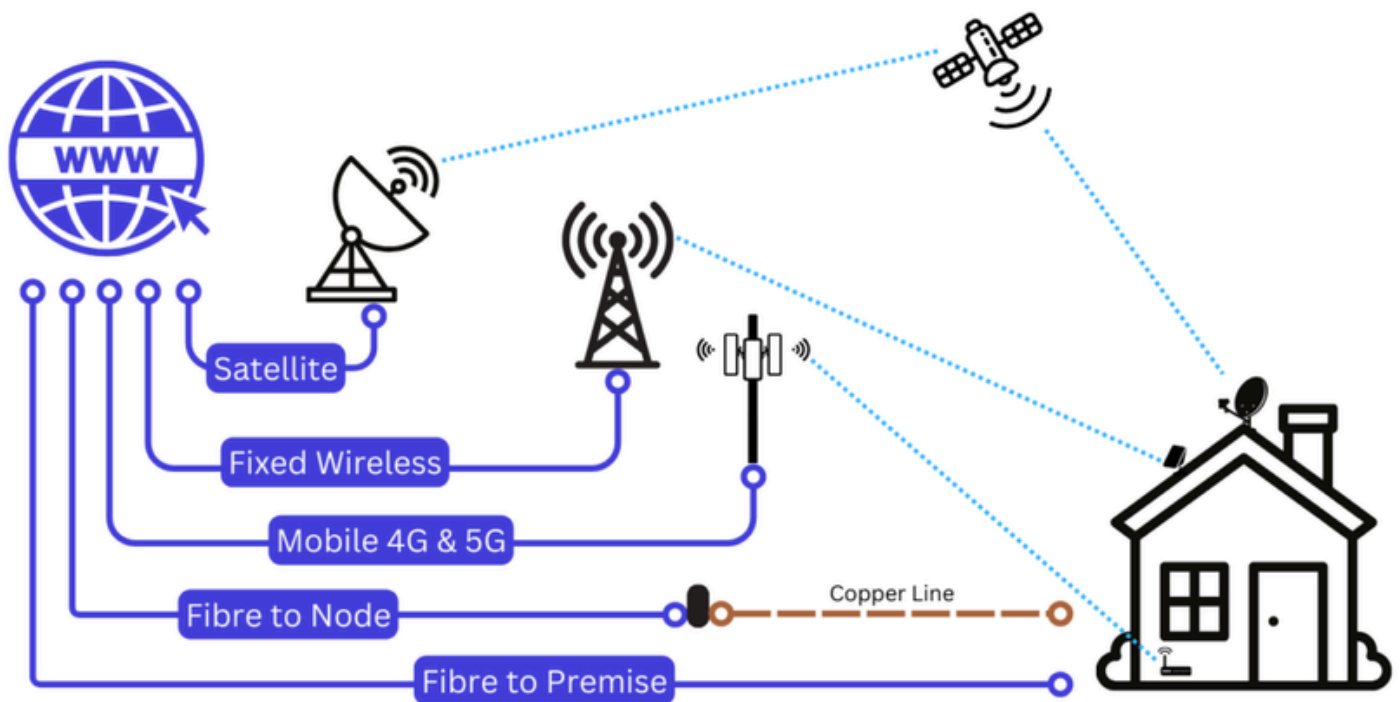 WWW
Satellite
Fixed Wireless
Mobile 4G & 5G
Copper Line
Fibre to Node
Fibre to Premise